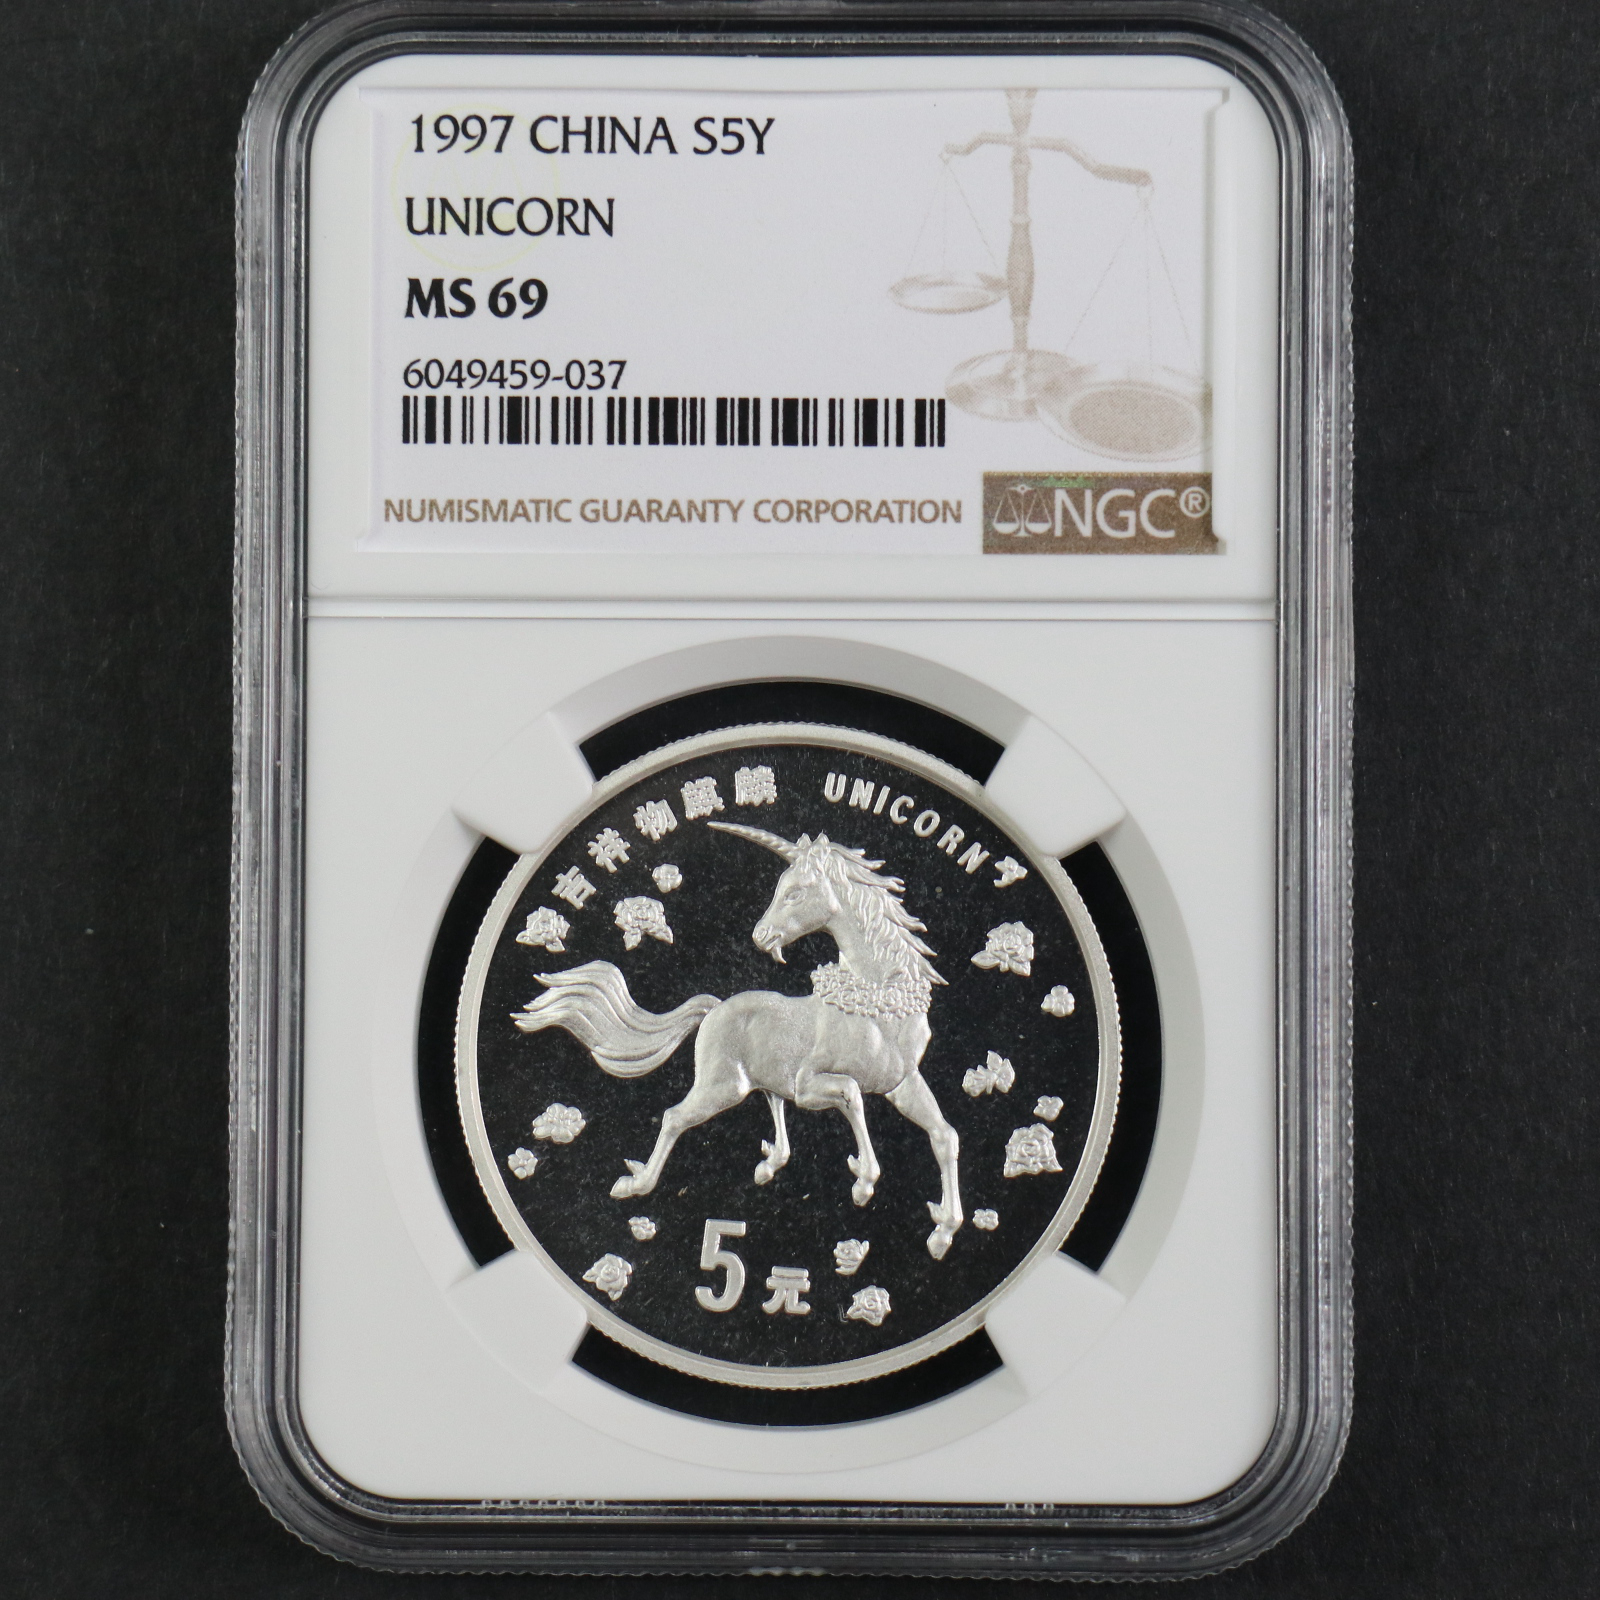 1997 CHINA S5Y
UNICORN
MS 69
6049459-037
NUMISMATIC GUARANTY CORPORATION
NGC®
吉祥物麒麟 UNICORN
5元